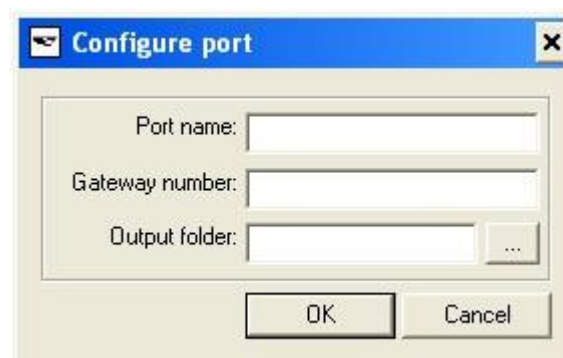 Configure port
Port name:
Gateway number:
Output folder:
...
OK Cancel